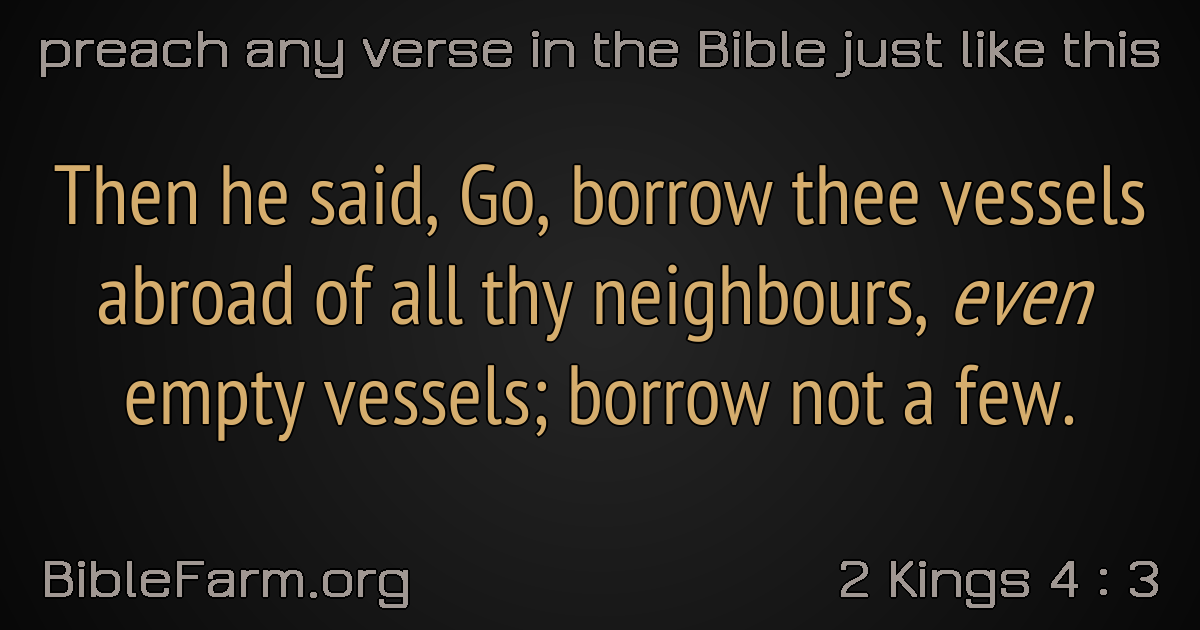 preach any verse in the Bible just like this
Then he said, Go, borrow thee vessels
abroad of all thy neighbours, even
empty vessels; borrow not a few.
BibleFarm.org
2 Kings 4 : 3